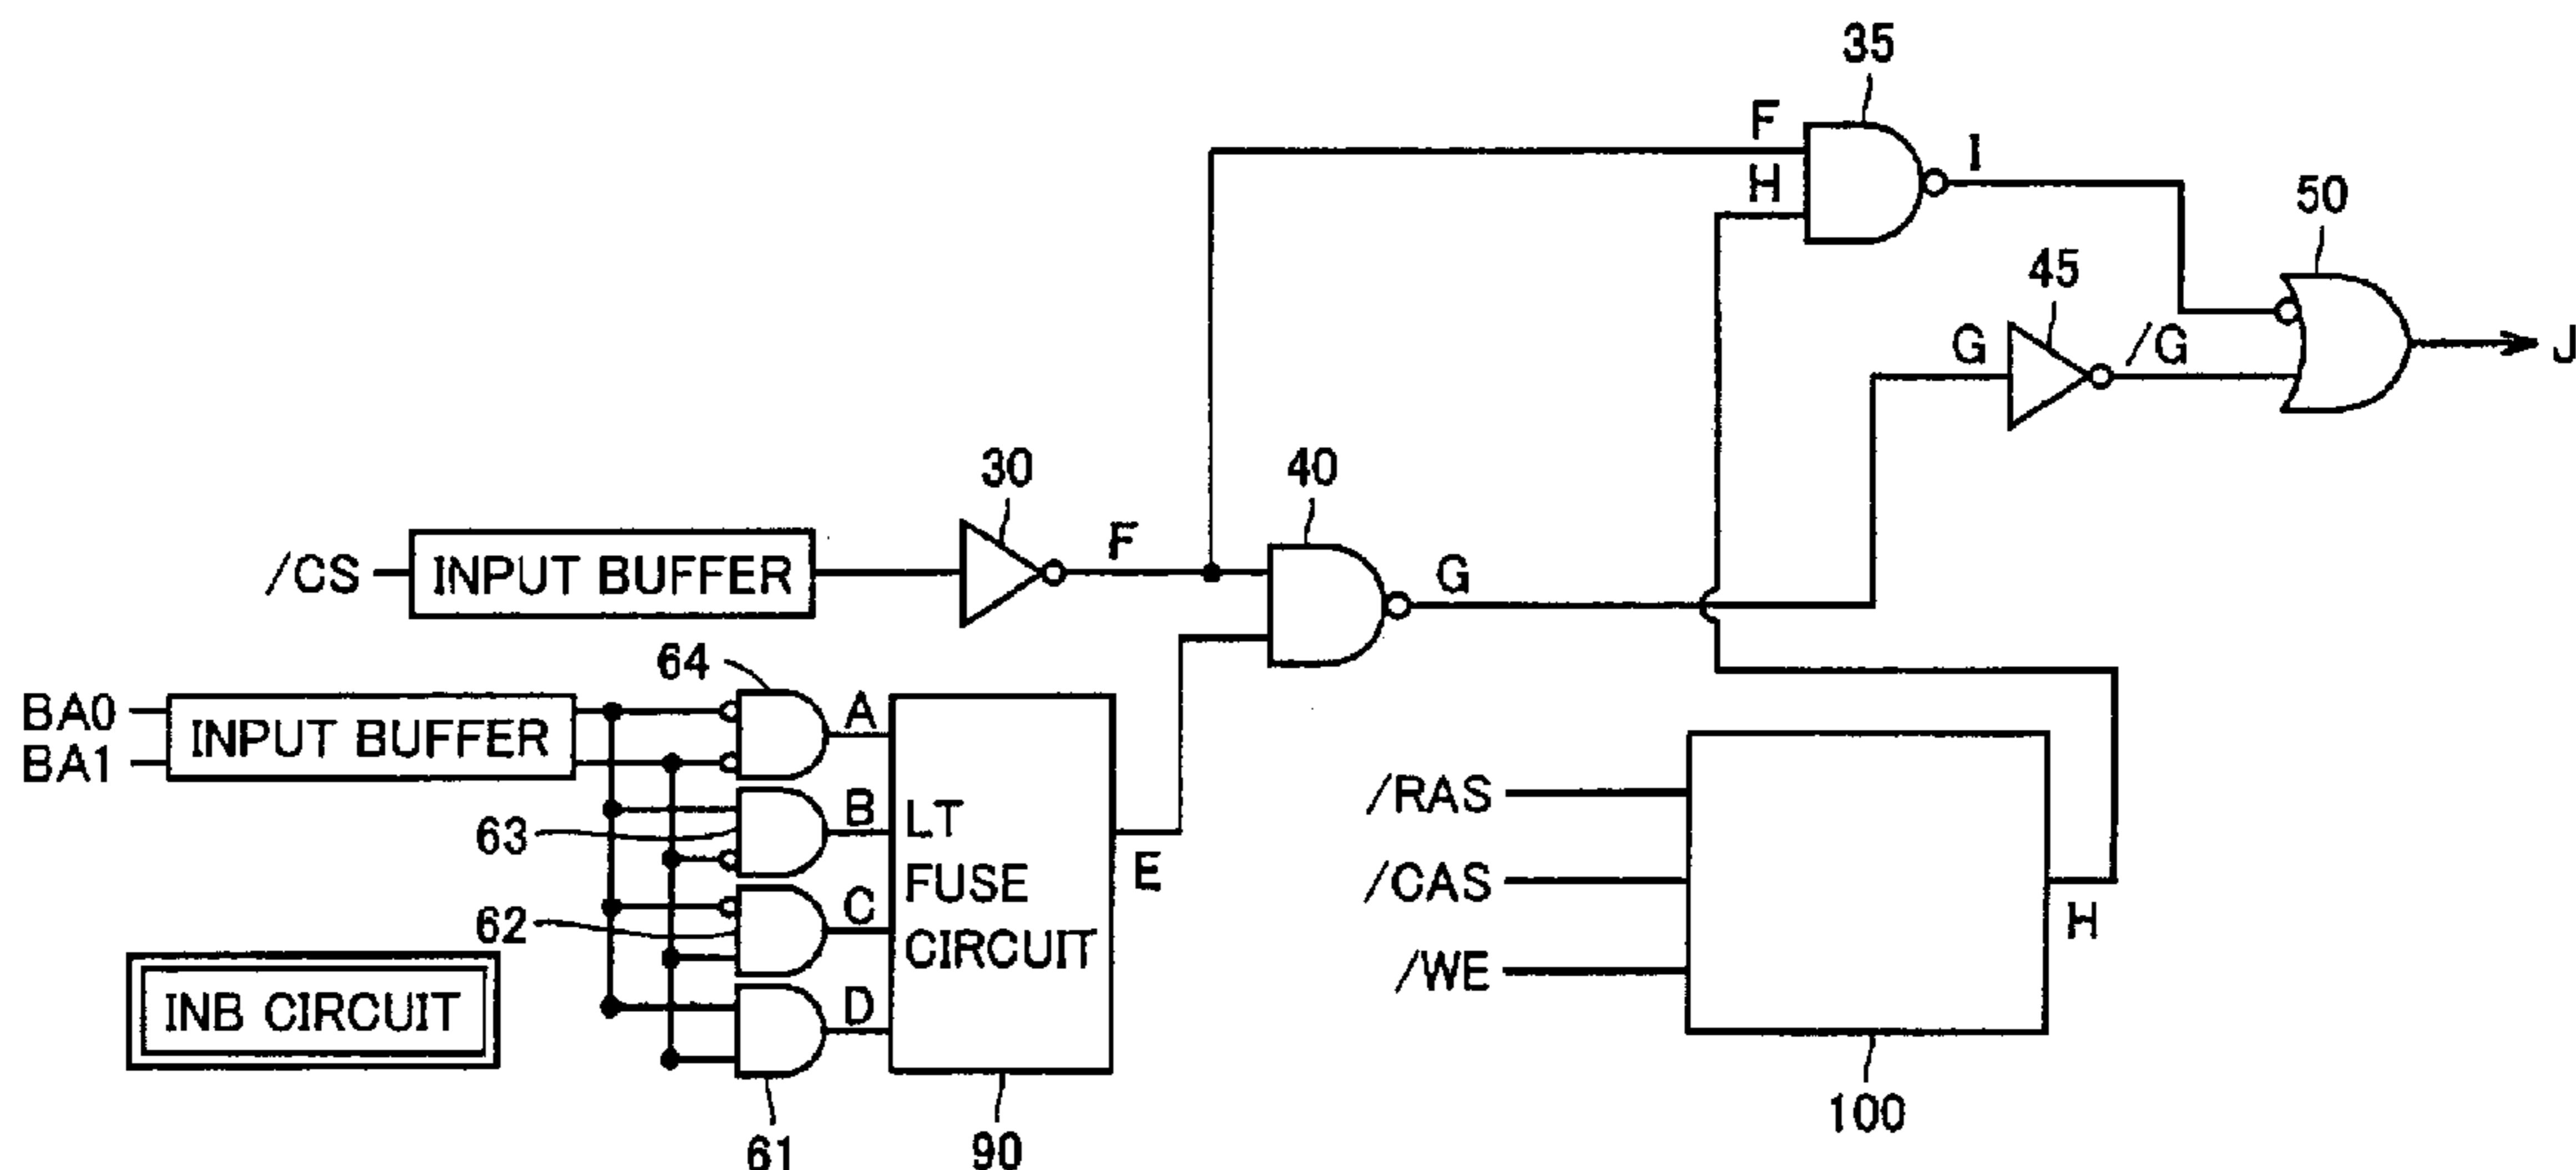 35
F
I
H
50
45
G
/G
J
30
40
/CS
INPUT BUFFER
F
G
64
BA0
BA1
INPUT BUFFER
A
B
C
D
63
62
61
LT
FUSE
CIRCUIT
E
90
INB CIRCUIT
/RAS
/CAS
/WE
H
100